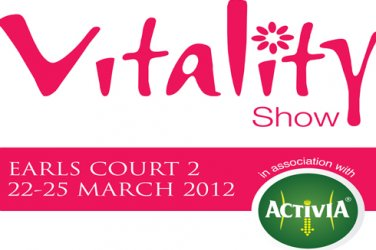 Vitality
Show
EARLS COURT 2
22-25 MARCH 2012
in association with
ACTIVIA®